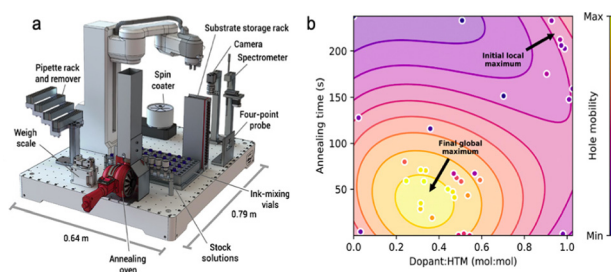 a
Substrate storage rack
Camera
Spectrometer
Pipette rack
and remover
Spin
coater
Four-point
probe
Weigh
scale
0.64 m
Annealing
oven
Stock
solutions
Ink-mixing
vials
0.79 m
b
Annealing time (s)
200
150
100
50
0.0
0.2
0.4
0.6
0.8
1.0
Dopant:HTM (mol:mol)
Initial local
maximum
Final global
maximum
Max
Hole mobility
Min